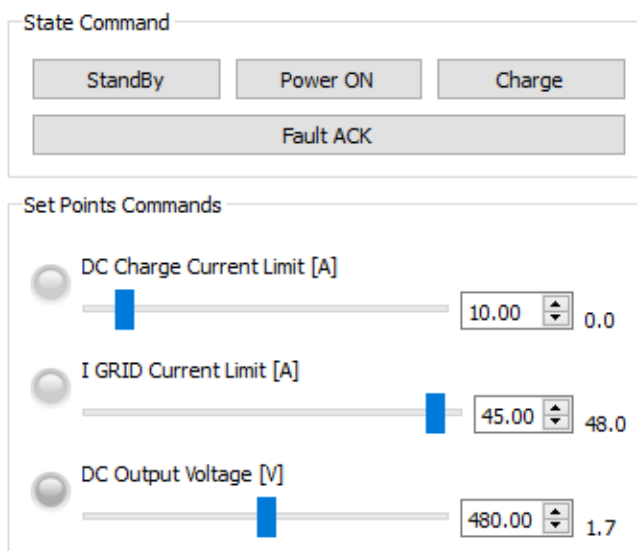 State Command
StandBy Power ON Charge
Fault ACK
Set Points Commands
DC Charge Current Limit [A]
10.00 0.0
I GRID Current Limit [A]
45.00 48.0
DC Output Voltage [V]
480.00 1.7